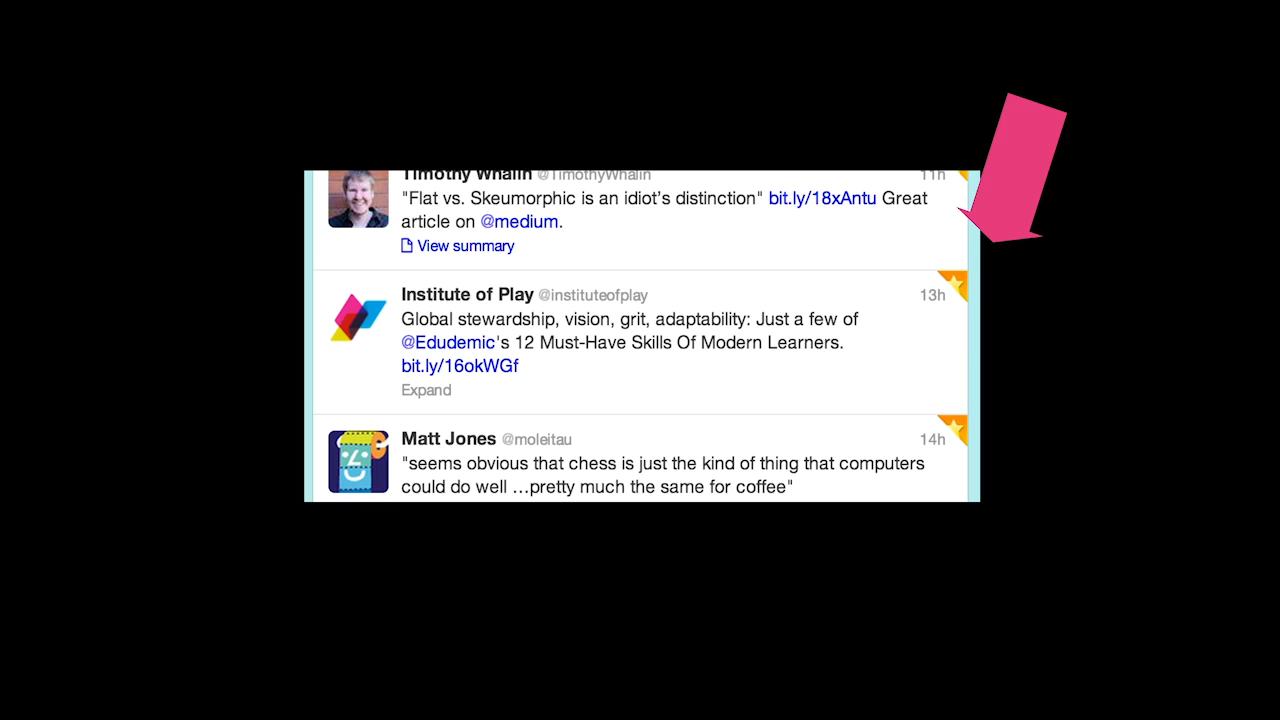 Timothy Whalin @TimothyWhalin 11h
"Flat vs. Skeumorphic is an idiot’s distinction" bit.ly/18xAntu Great
article on @medium.
View summary
Institute of Play @instituteofplay 13h
Global stewardship, vision, grit, adaptability: Just a few of
@Edudemic's 12 Must-Have Skills Of Modern Learners.
bit.ly/16okWGf
Expand
Matt Jones @moleitau 14h
"seems obvious that chess is just the kind of thing that computers
could do well ...pretty much the same for coffee"